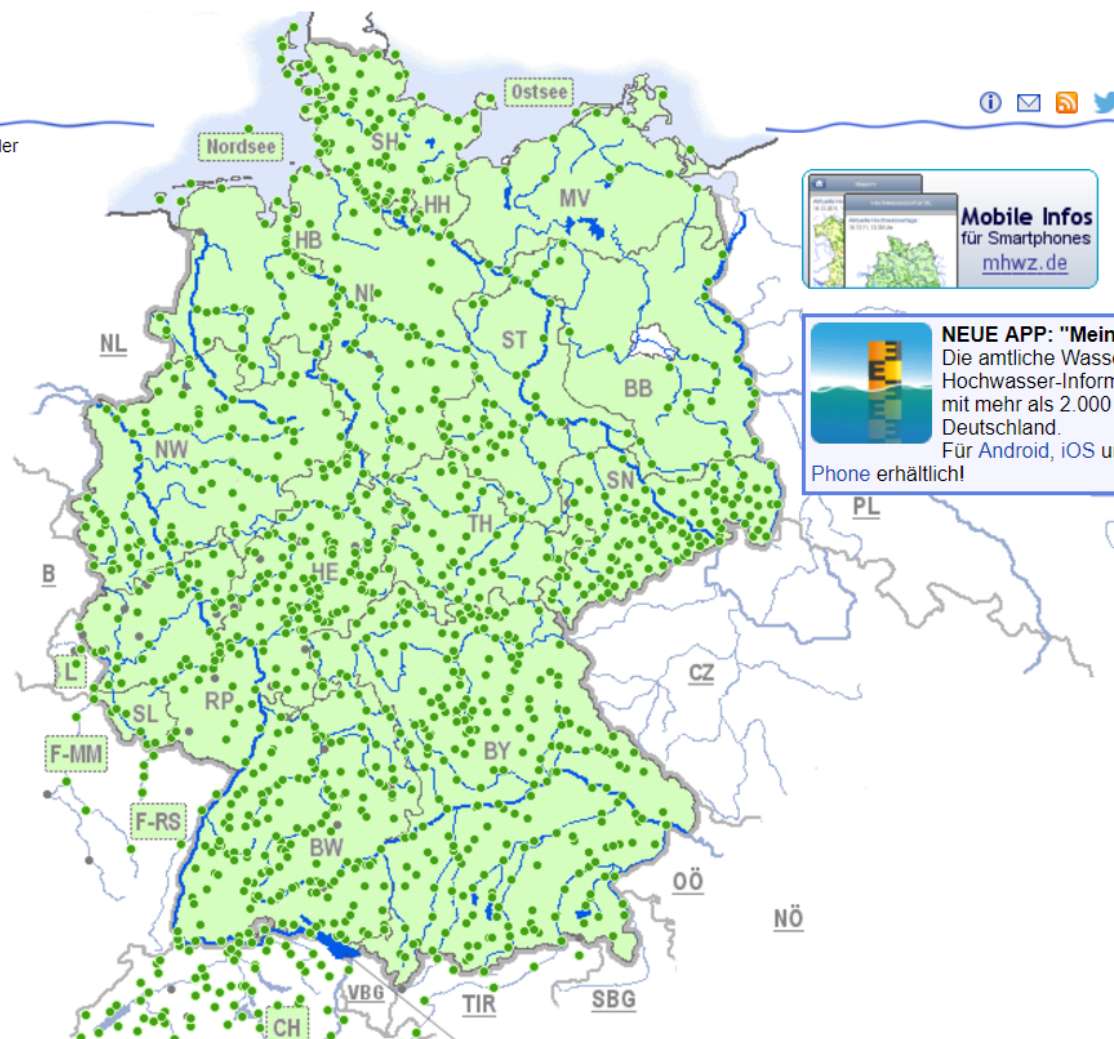 Ostsee
ler
Nordsee
SH
HH
MV
HB
Mobile Infos
für Smartphones
mhwz.de
NI
NL
ST
NEUE APP: "Mein
Die amtliche Wasse
Hochwasser-Inform
mit mehr als 2.000
Deutschland.
Für Android, iOS u
Phone erhältlich!
BB
NW
SN
PL
TH
B
HE
L
CZ
RP
SL
BY
F-MM
F-RS
BW
OÖ
NÖ
VBG
TIR
SBG
CH